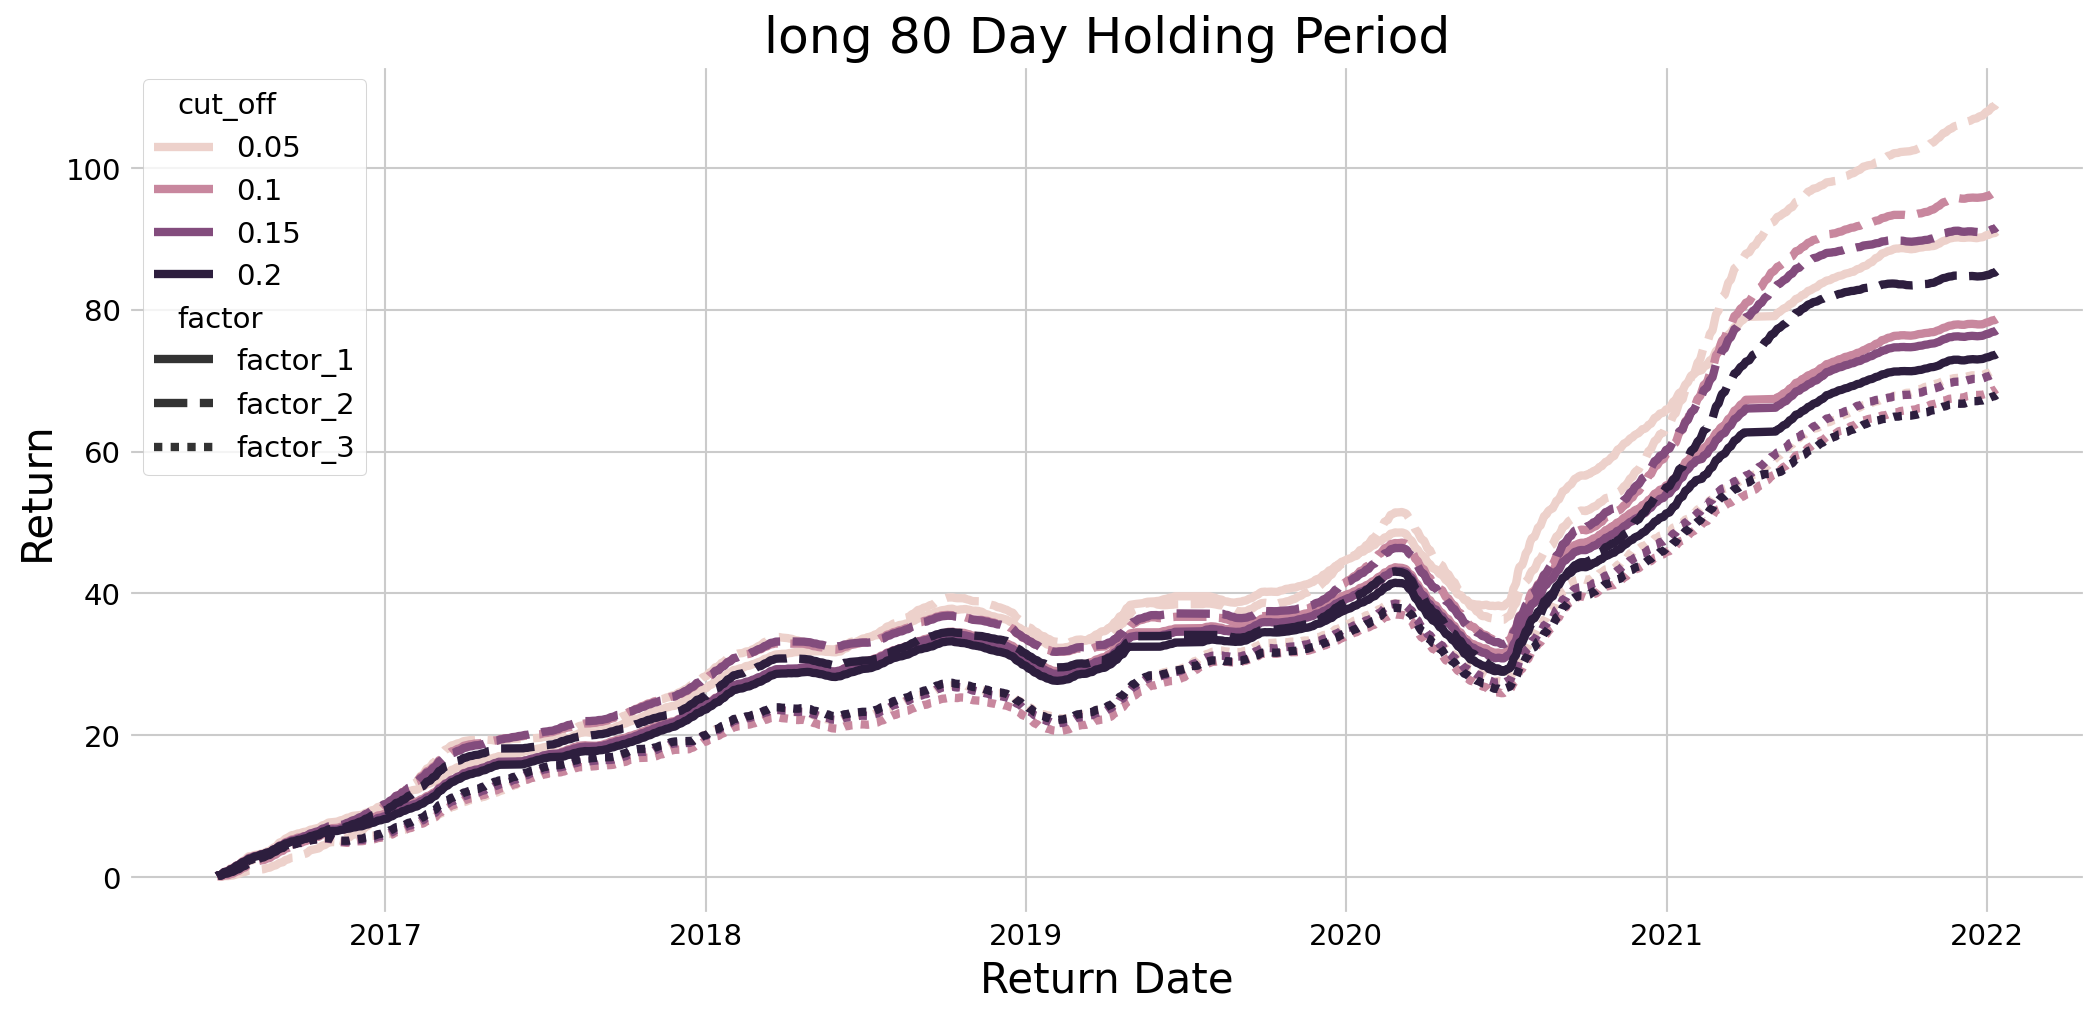 long 80 Day Holding Period
cut_off
0.05
0.1
0.15
0.2
factor
factor_1
factor_2
factor_3
Return
100
80
60
40
20
0
2017 2018 2019 2020 2021 2022
Return Date